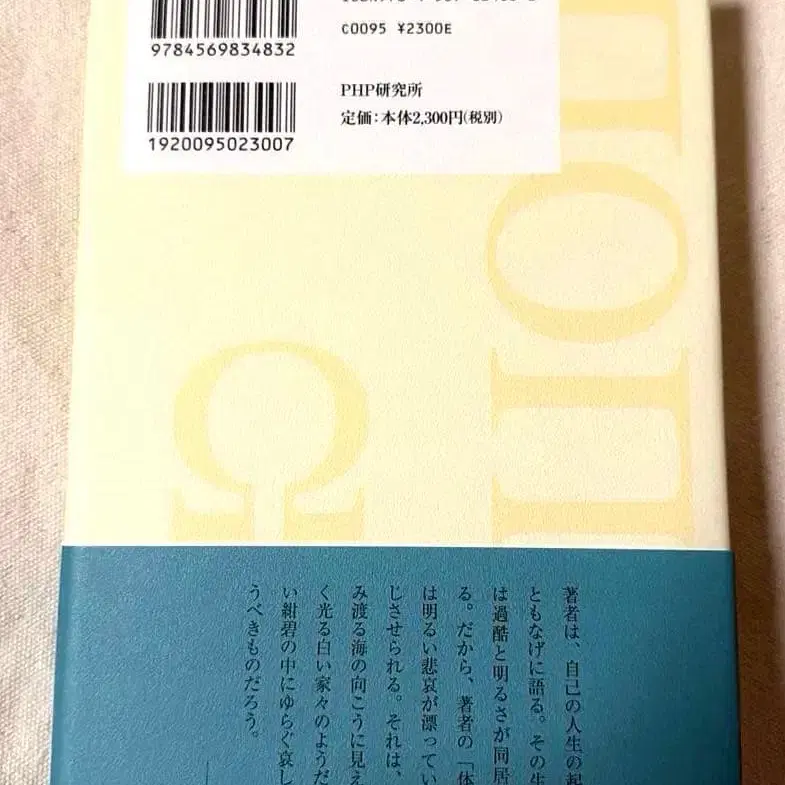 9784569834832
C0095 ¥2300E
PHP研究所
定価：本体2,300円（税別）
1920095023007
著者は、自己の人生の起
ともなげに語る。その生
は過酷と明るさが同居
る。だから、著者の「体
は明るい悲哀が漂ってい
じさせられる。それは、
み渡る海の向こうに見え
く光る白い家々のようだ
い紺碧の中にゆらぐ哀し
うべきものだろう。